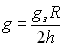 g = g_s R / 2h